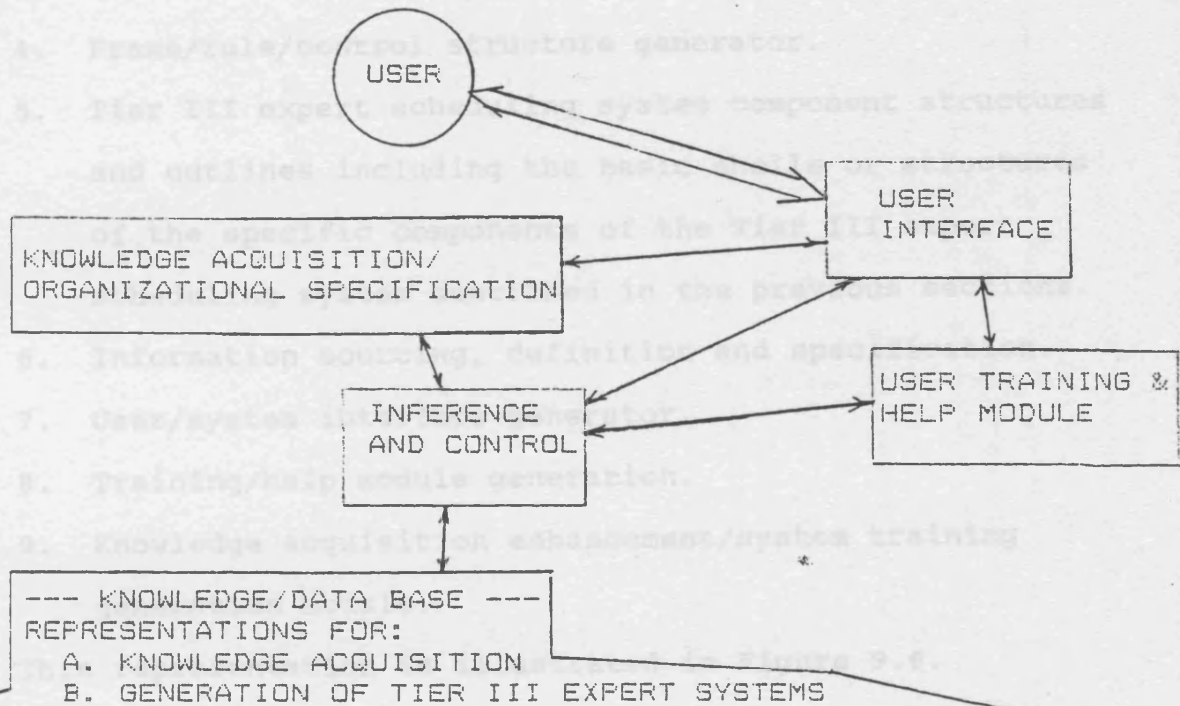 4. Frame/rule/control structure generator.
USER
5. Tier III expert scheduling system component structures
and outlines including the basic shells or structures
of the specific components of the Tier III
USER
INTERFACE
KNOWLEDGE ACQUISITION/
ORGANIZATIONAL SPECIFICATION
in the previous sections.
6. Information sourcing, definition and specification.
USER TRAINING &
HELP MODULE
INFERENCE
AND CONTROL
7. User/system generator.
8. Training/help module generation.
9. Knowledge acquisition enhancement/system training
--- KNOWLEDGE/DATA BASE ---
REPRESENTATIONS FOR:
A. KNOWLEDGE ACQUISITION
in Figure 9.6.
B. GENERATION OF TIER III EXPERT SYSTEMS